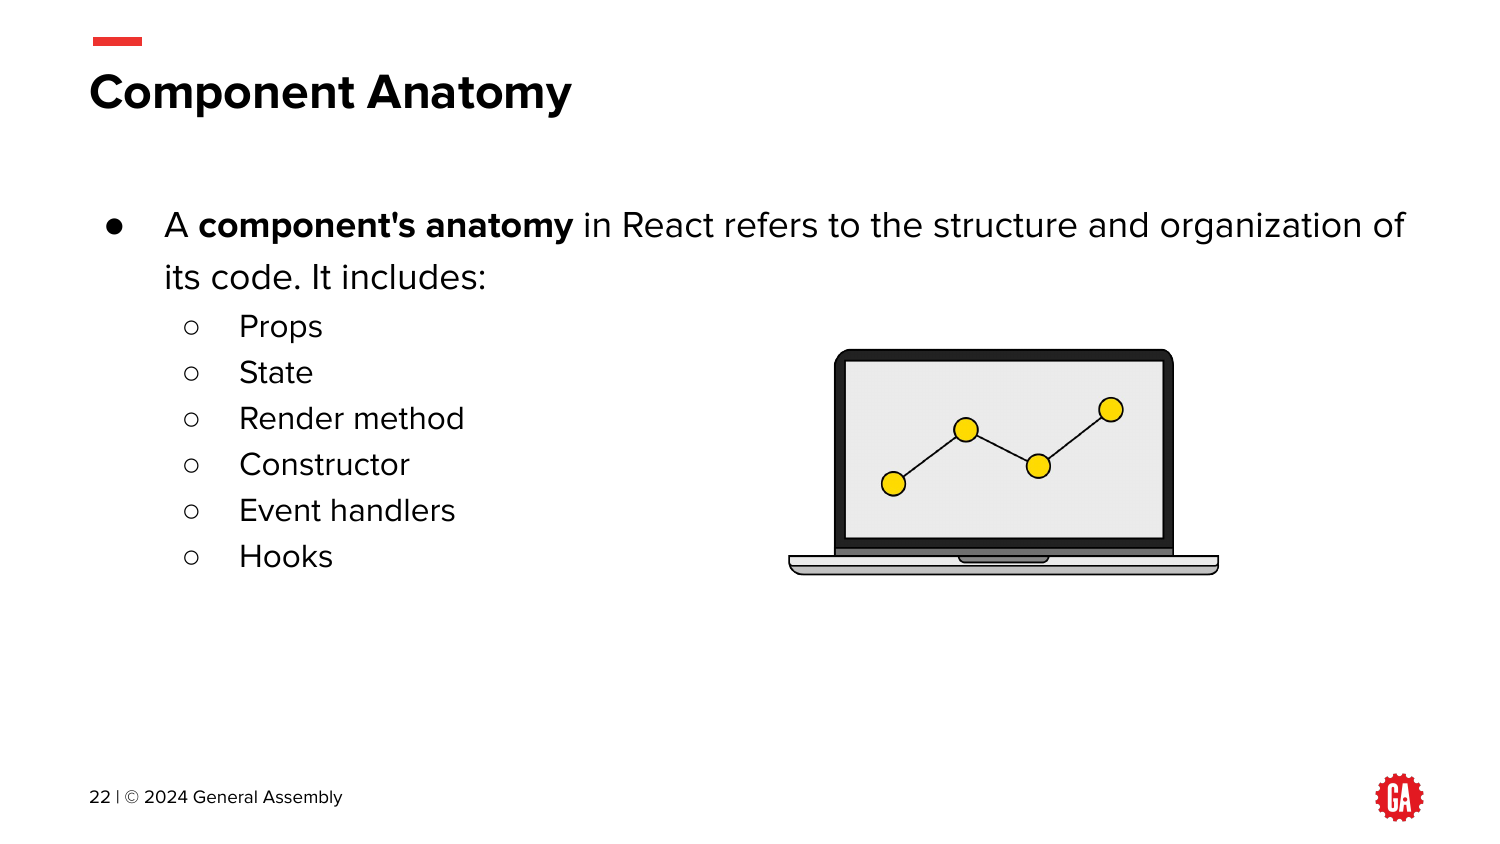 Component Anatomy
● A component's anatomy in React refers to the structure and organization of
its code. It includes:
○ Props
○ State
○ Render method
○ Constructor
○ Event handlers
○ Hooks
22 | © 2024 General Assembly
GA